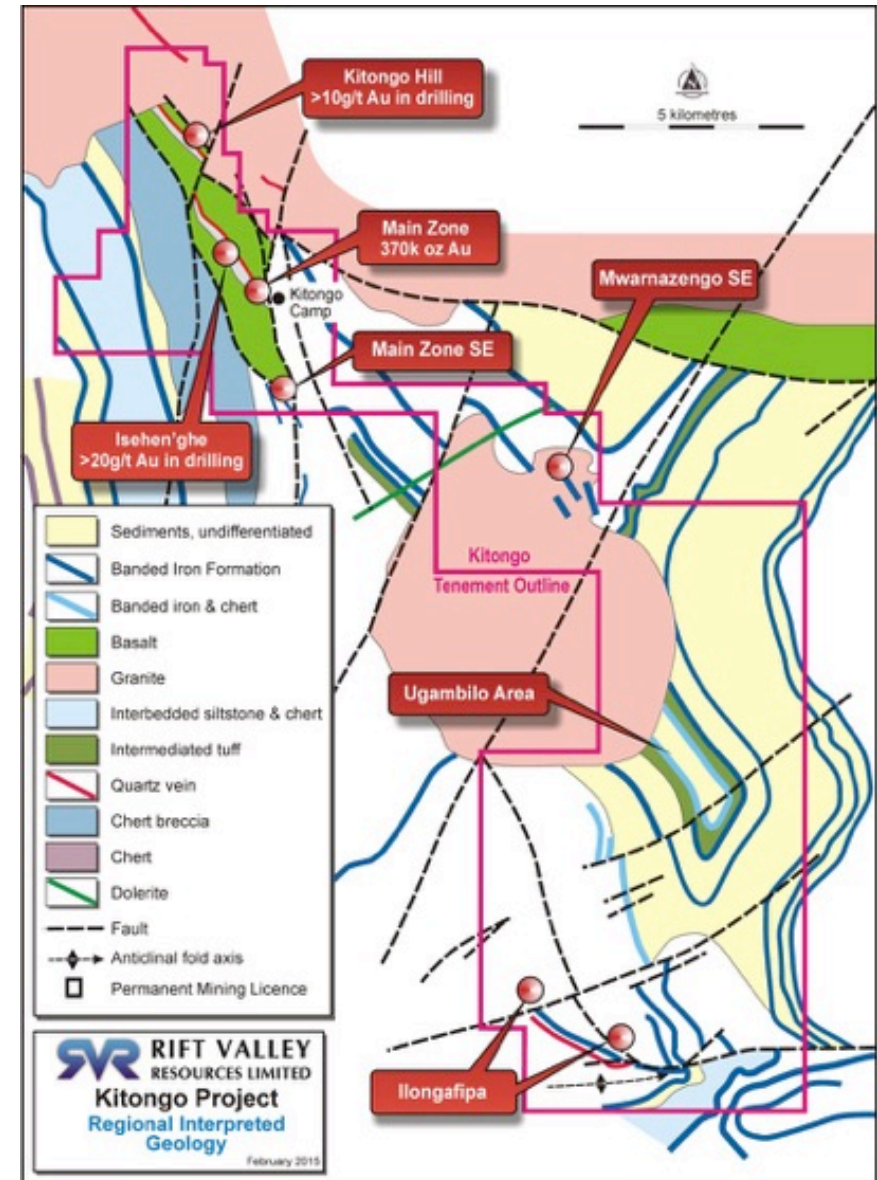 Kitongo Hill
>10g/t Au in drilling
5 kilometres
Main Zone
370k oz Au
Mwarnazengo SE
Kitongo
Camp
Main Zone SE
Isehen'ghe
>20g/t Au in drilling
Kitongo
Tenement Outline
Ugambilo Area
Sediments, undifferentiated
Banded Iron Formation
Banded iron & chert
Basalt
Granite
Interbedded siltstone & chert
Intermediated tuff
Quartz vein
Chert breccia
Chert
Dolerite
Fault
Anticlinal fold axis
Permanent Mining Licence
Ilongafipa
SVR RIFT VALLEY
RESOURCES LIMITED
Kitongo Project
Regional Interpreted
Geology
February 2015